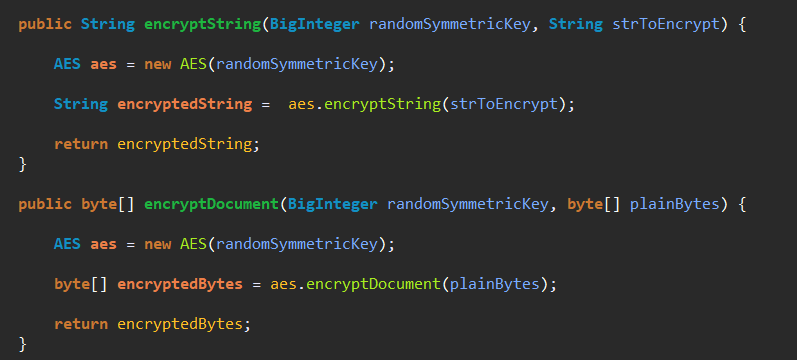 public String encryptString(BigInteger randomSymmetricKey, String strToEncrypt) {
AES aes = new AES(randomSymmetricKey);
String encryptedString =  aes.encryptString(strToEncrypt);
return encryptedString;
}
public byte[] encryptDocument(BigInteger randomSymmetricKey, byte[] plainBytes) {
AES aes = new AES(randomSymmetricKey);
byte[] encryptedBytes = aes.encryptDocument(plainBytes);
return encryptedBytes;
}